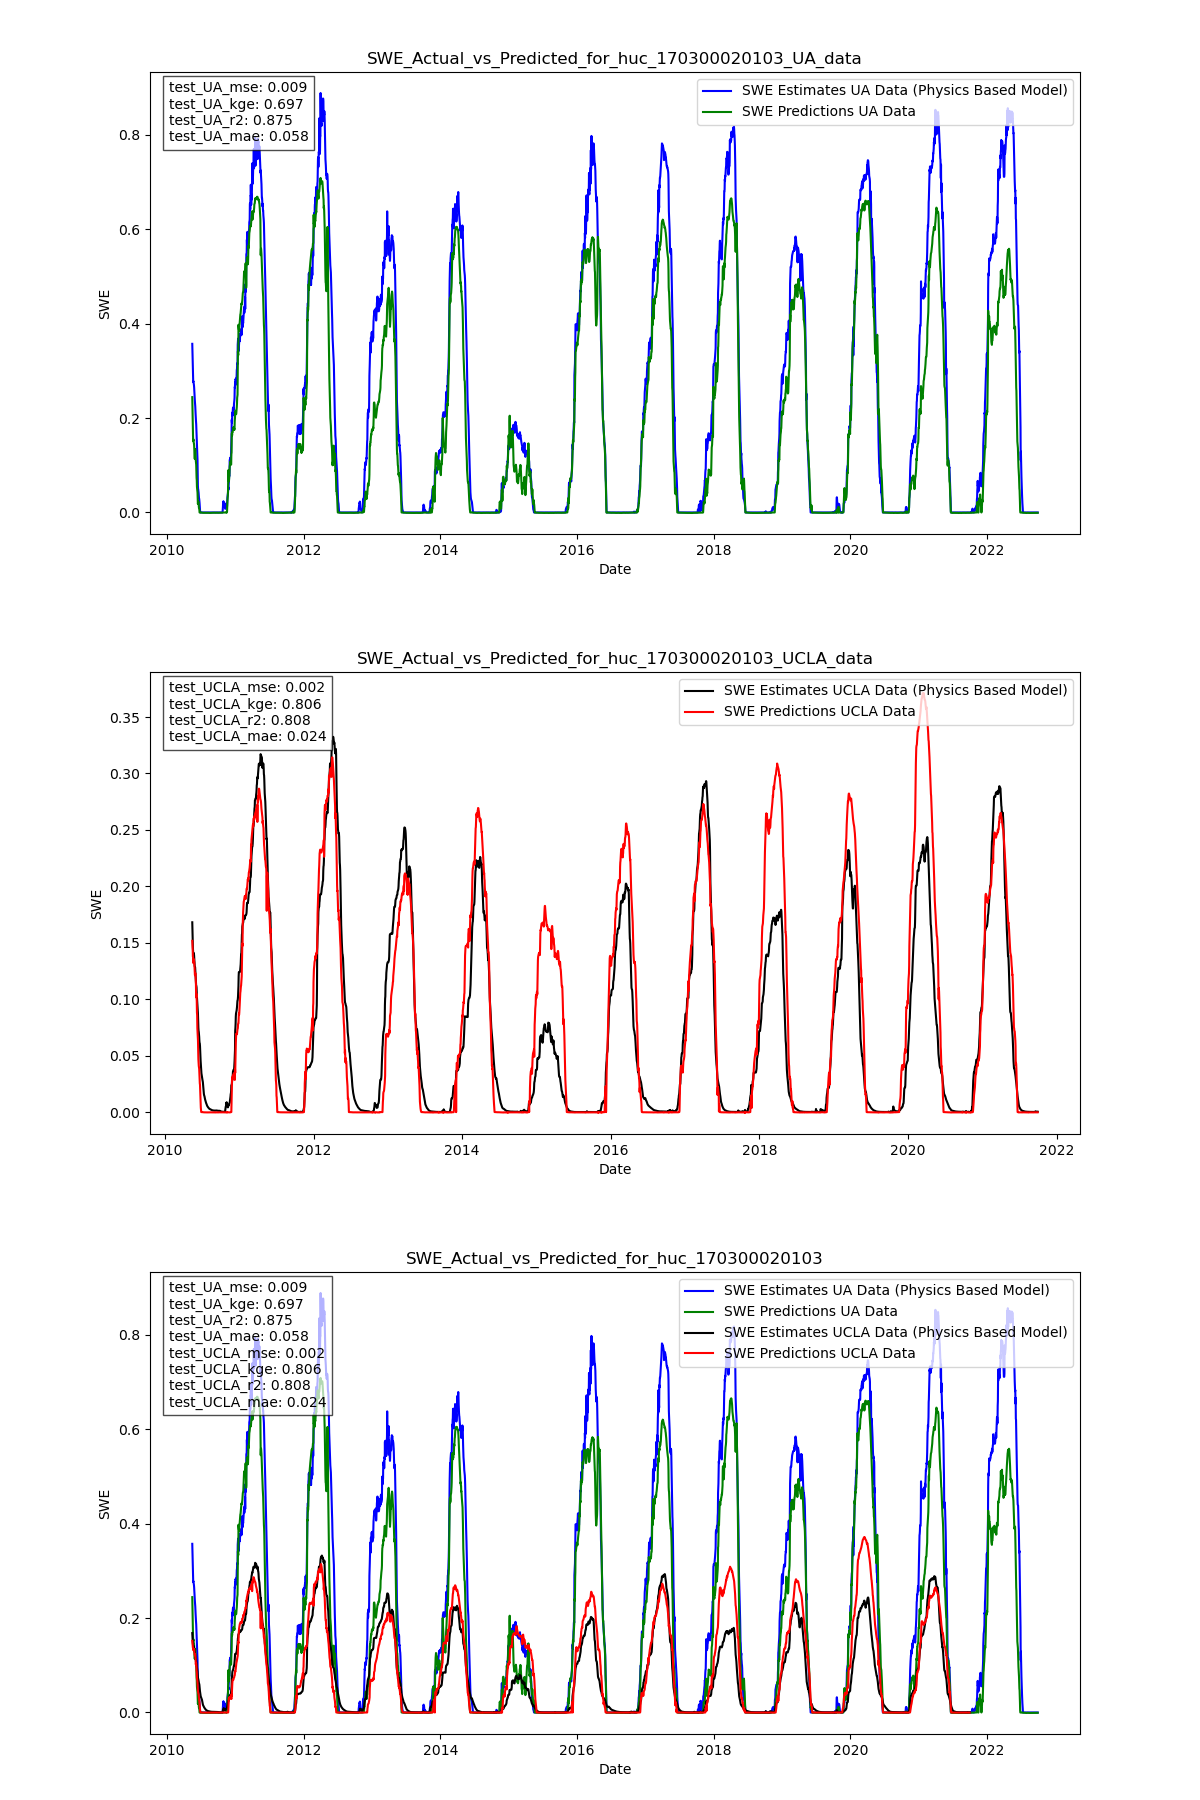 SWE_Actual_vs_Predicted_for_huc_170300020103_UA_data
test_UA_mse: 0.009
test_UA_kge: 0.697
test_UA_r2: 0.875
test_UA_mae: 0.058
SWE Estimates UA Data (Physics Based Model)
SWE Predictions UA Data
0.8
0.6
0.4
0.2
0.0
SWE
2010 2012 2014 2016 2018 2020 2022
Date
SWE_Actual_vs_Predicted_for_huc_170300020103_UCLA_data
test_UCLA_mse: 0.002
test_UCLA_kge: 0.806
test_UCLA_r2: 0.808
test_UCLA_mae: 0.024
SWE Estimates UCLA Data (Physics Based Model)
SWE Predictions UCLA Data
0.35
0.30
0.25
0.20
0.15
0.10
0.05
0.00
SWE
2010 2012 2014 2016 2018 2020 2022
Date
SWE_Actual_vs_Predicted_for_huc_170300020103
test_UA_mse: 0.009
test_UA_kge: 0.697
test_UA_r2: 0.875
test_UA_mae: 0.058
test_UCLA_mse: 0.002
test_UCLA_kge: 0.806
test_UCLA_r2: 0.808
test_UCLA_mae: 0.024
SWE Estimates UA Data (Physics Based Model)
SWE Predictions UA Data
SWE Estimates UCLA Data (Physics Based Model)
SWE Predictions UCLA Data
0.8
0.6
0.4
0.2
0.0
SWE
2010 2012 2014 2016 2018 2020 2022
Date